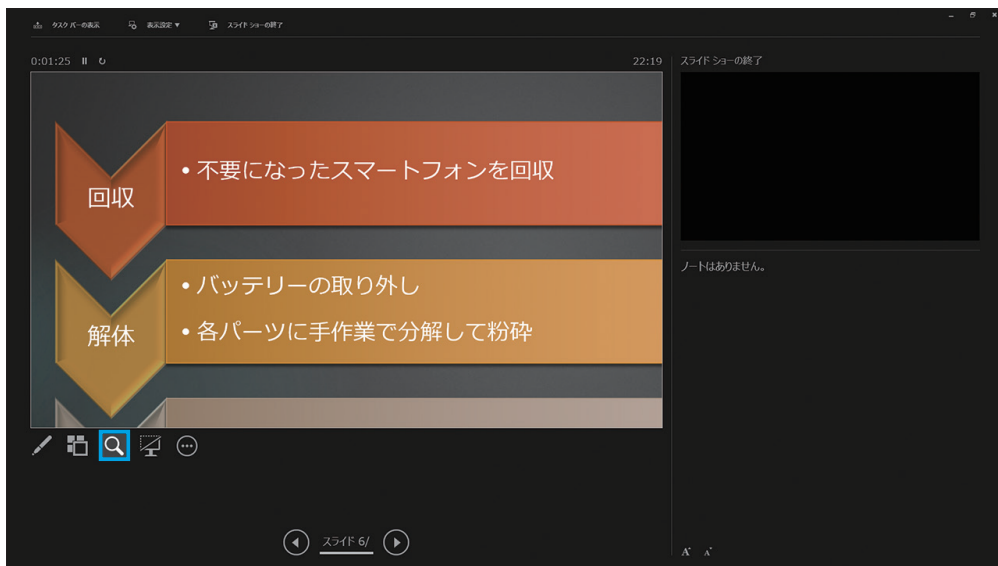 タスク バーの表示 表示設定 ▼ スライド ショーの終了
0:01:25 22:19
回収
• 不要になったスマートフォンを回収
解体
• バッテリーの取り外し
• 各パーツに手作業で分解して粉砕
スライド 6/
スライド ショーの終了
ノートはありません。
A A